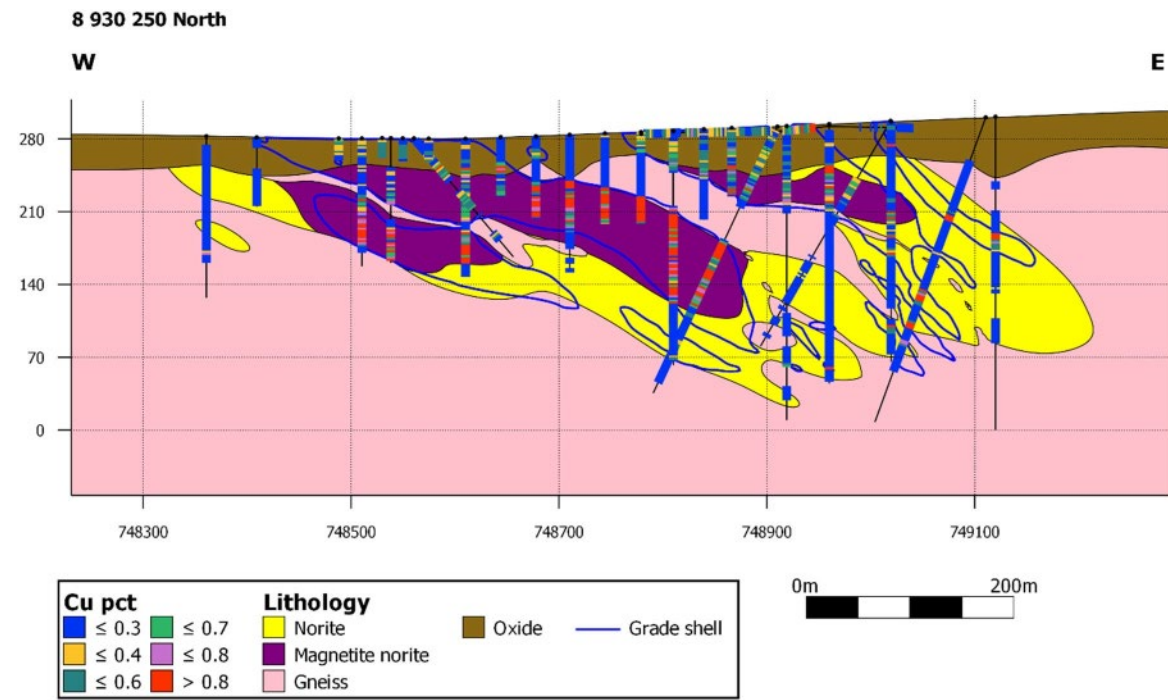 8 930 250 North
W E
280
210
140
70
0
748300 748500 748700 748900 749100
Cu pct Lithology
≤ 0.3 ≤ 0.7 Norite Oxide Grade shell
≤ 0.4 ≤ 0.8 Magnetite norite
≤ 0.6 > 0.8 Gneiss
0m 200m